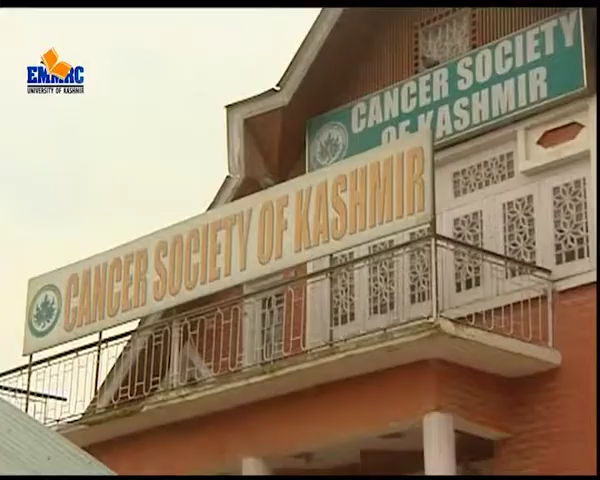 EMMRC
UNIVERSITY OF KASHMIR
CANCER SOCIETY
OF KASHMIR
CANCER SOCIETY OF KASHMIR